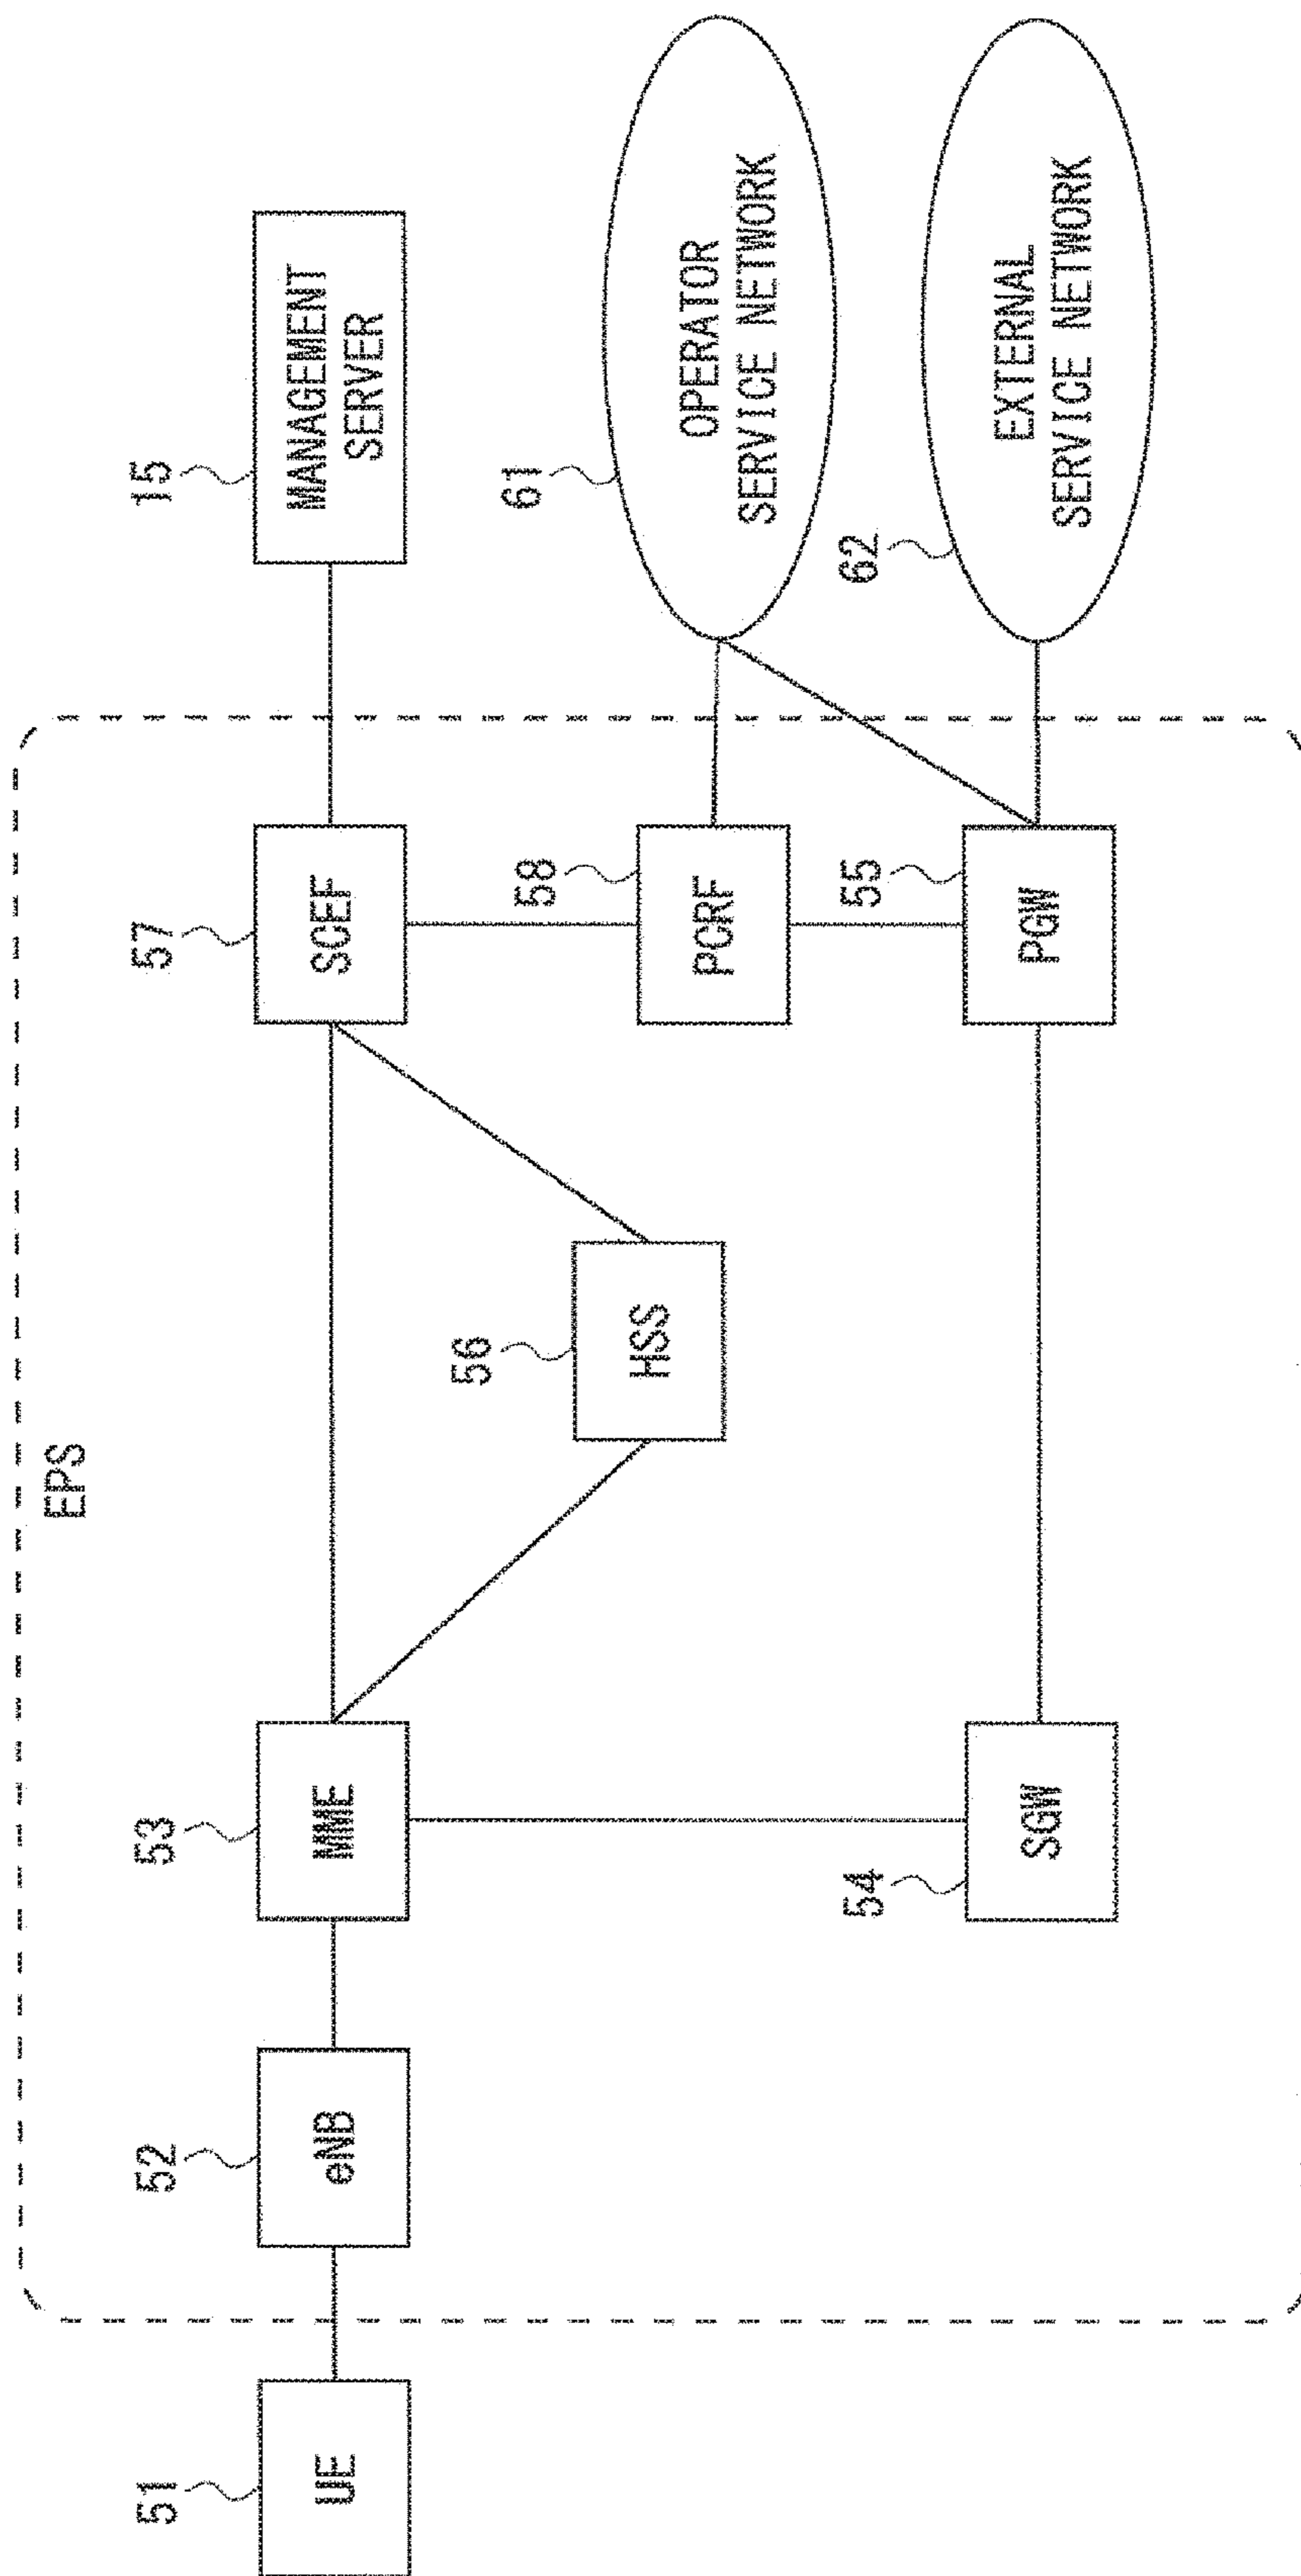 EPS
51
UE
52
eNB
53
MME
54
SGW
56
HSS
57
SCEF
58
PCRF
55
PGW
15
MANAGEMENT
SERVER
61
OPERATOR
SERVICE NETWORK
62
EXTERNAL
SERVICE NETWORK